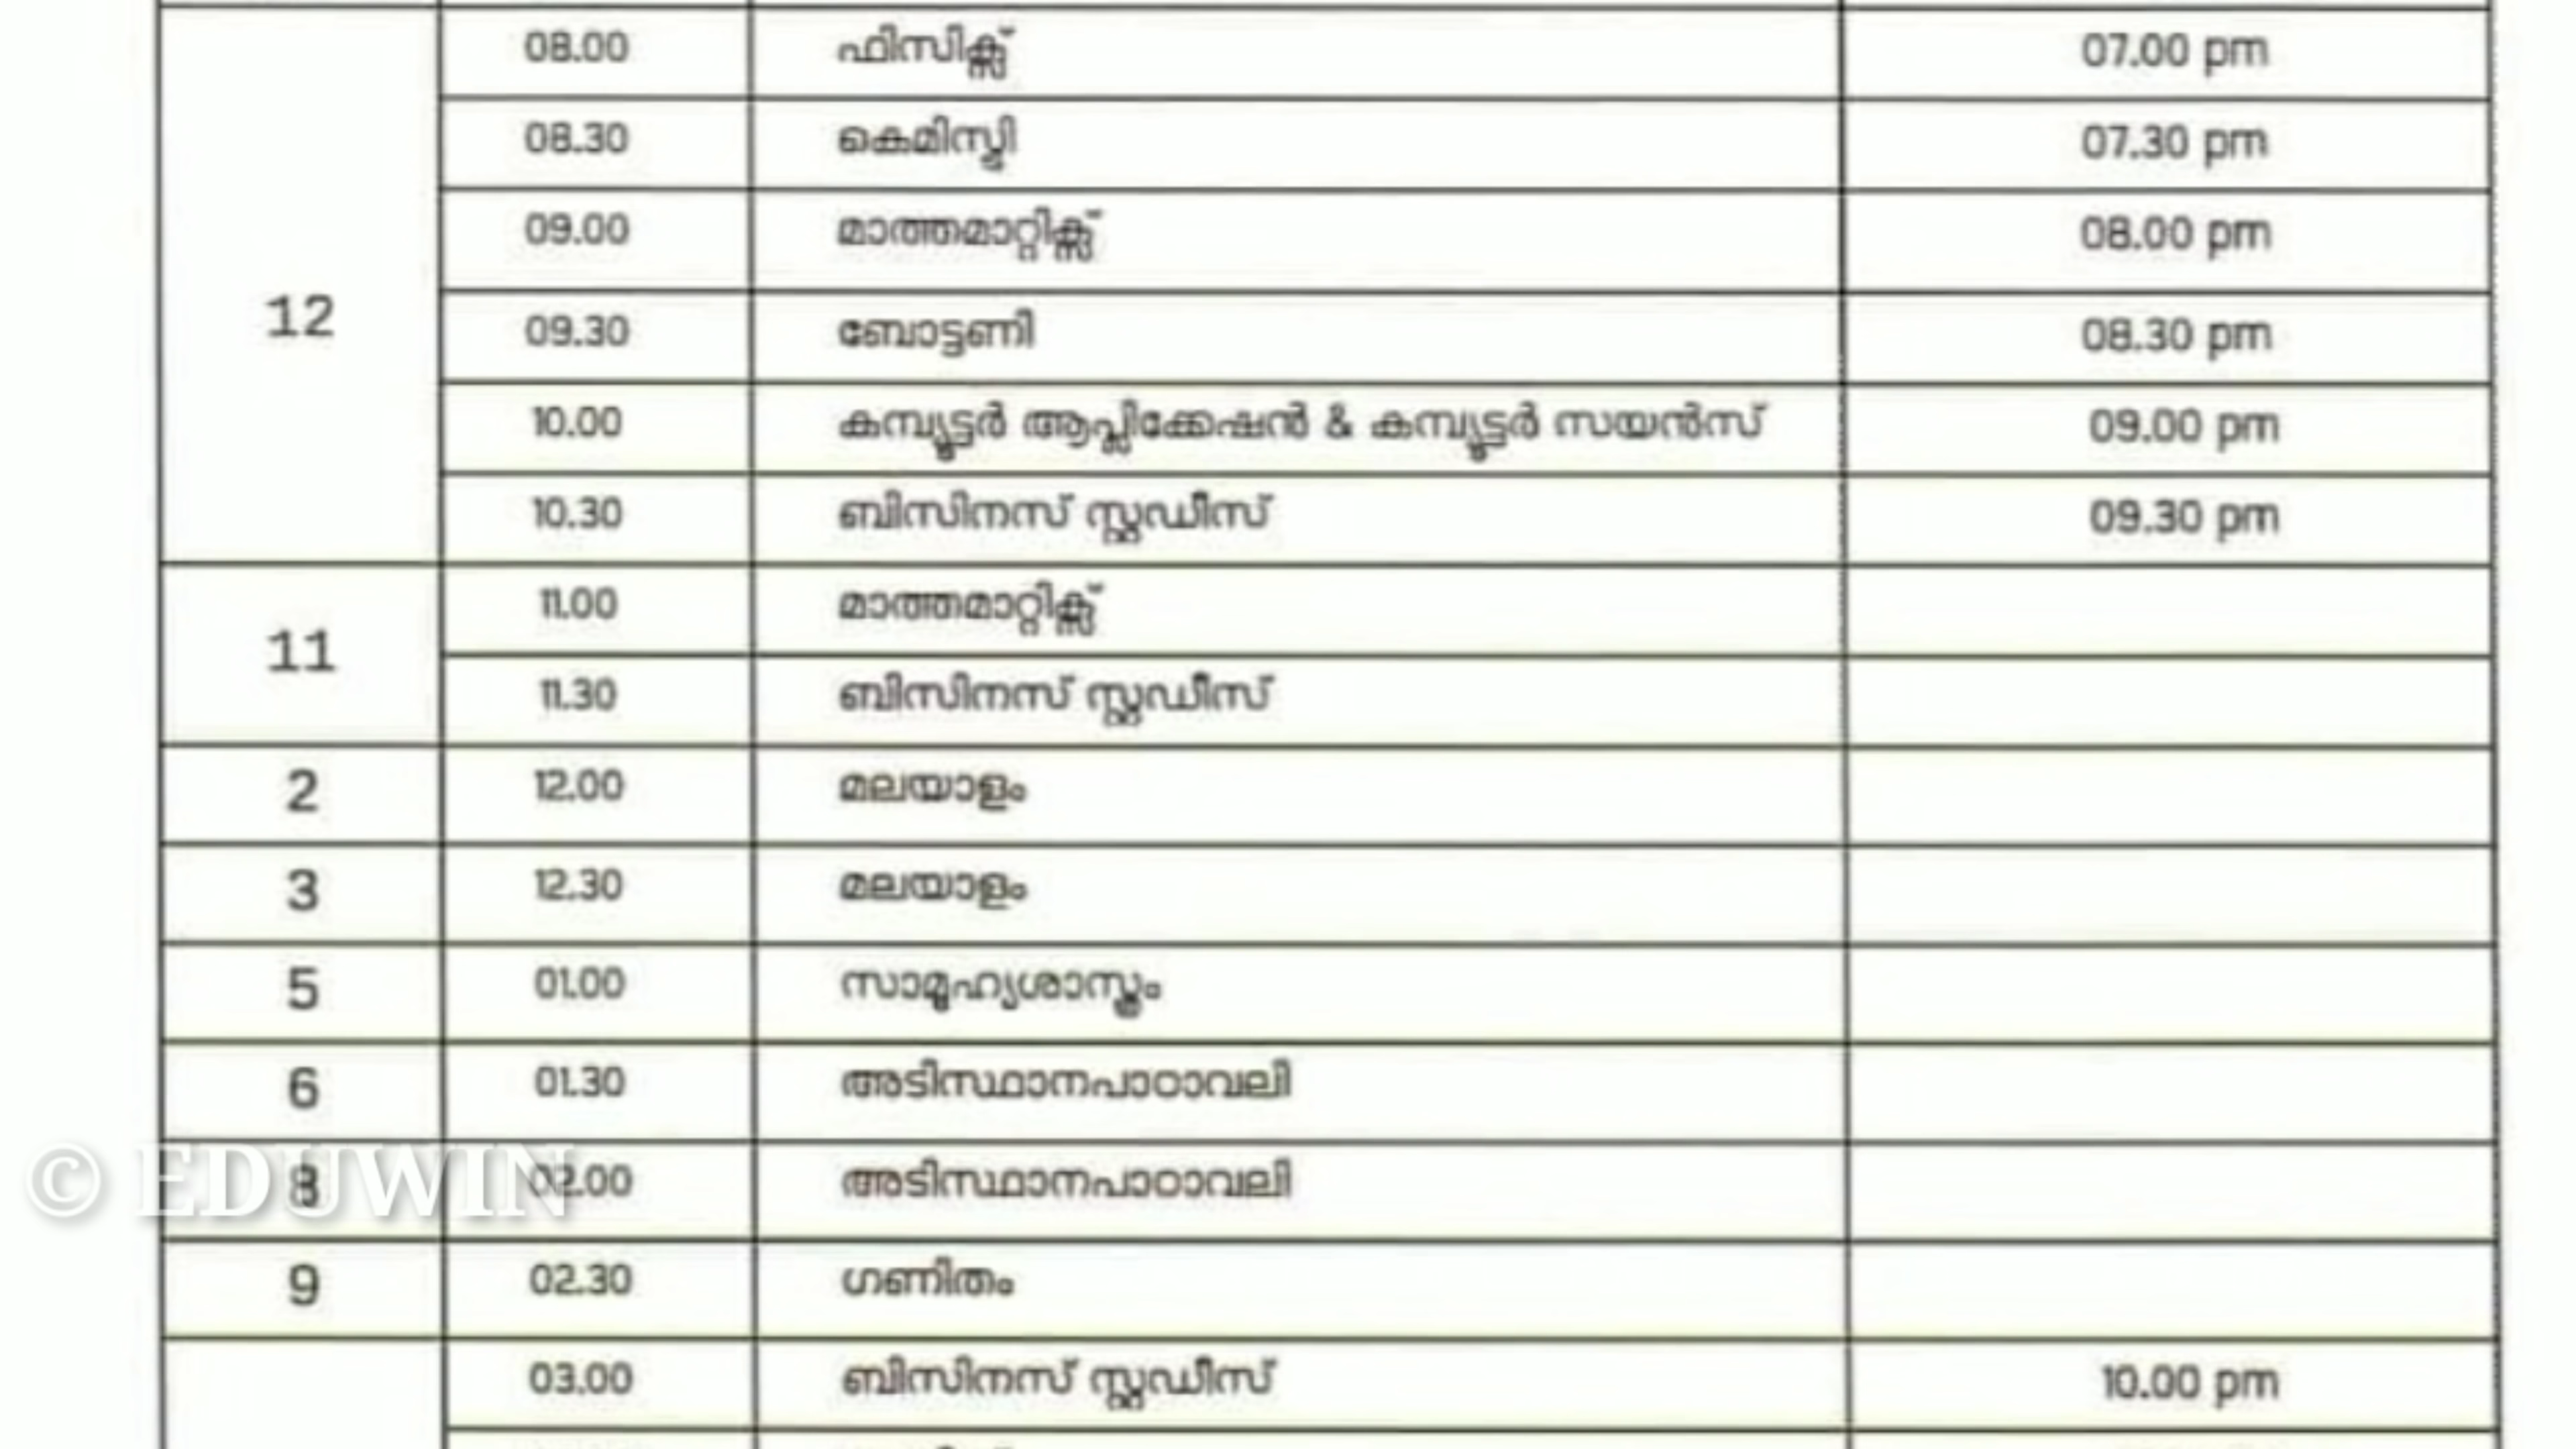 08.00 ഫിസിക്സ് 07.00 pm
08.30 കെമിസ്ട്രി 07.30 pm
09.00 മാത്തമാറ്റിക്സ് 08.00 pm
12 09.30 ബോട്ടണി 08.30 pm
10.00 കമ്പ്യൂട്ടർ ആപ്ലിക്കേഷൻ & കമ്പ്യൂട്ടർ സയൻസ് 09.00 pm
10.30 ബിസിനസ് സ്റ്റഡീസ് 09.30 pm
11 11.00 മാത്തമാറ്റിക്സ്
11.30 ബിസിനസ് സ്റ്റഡീസ്
2 12.00 മലയാളം
3 12.30 മലയാളം
5 01.00 സാമൂഹ്യശാസ്ത്രം
6 01.30 അടിസ്ഥാനപാഠാവലി
8 02.00 അടിസ്ഥാനപാഠാവലി
© EDUWIN
9 02.30 ഗണിതം
03.00 ബിസിനസ് സ്റ്റഡീസ് 10.00 pm